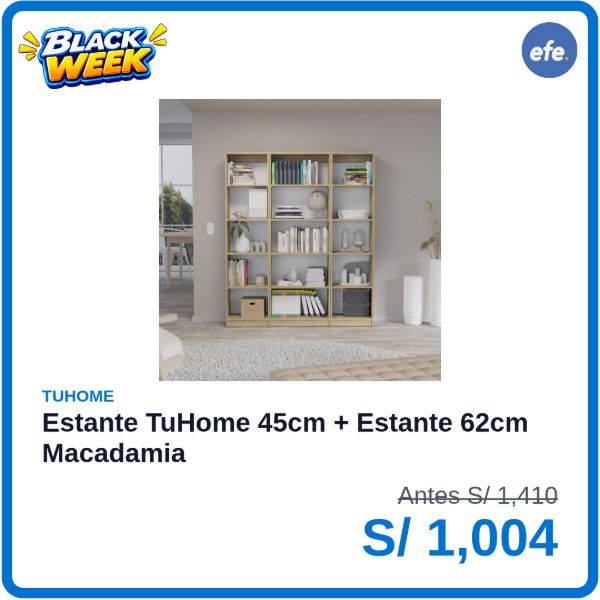 BLACK
WEEK
efe.
TUHOME
Estante TuHome 45cm + Estante 62cm
Macadamia
Antes S/ 1,410
S/ 1,004